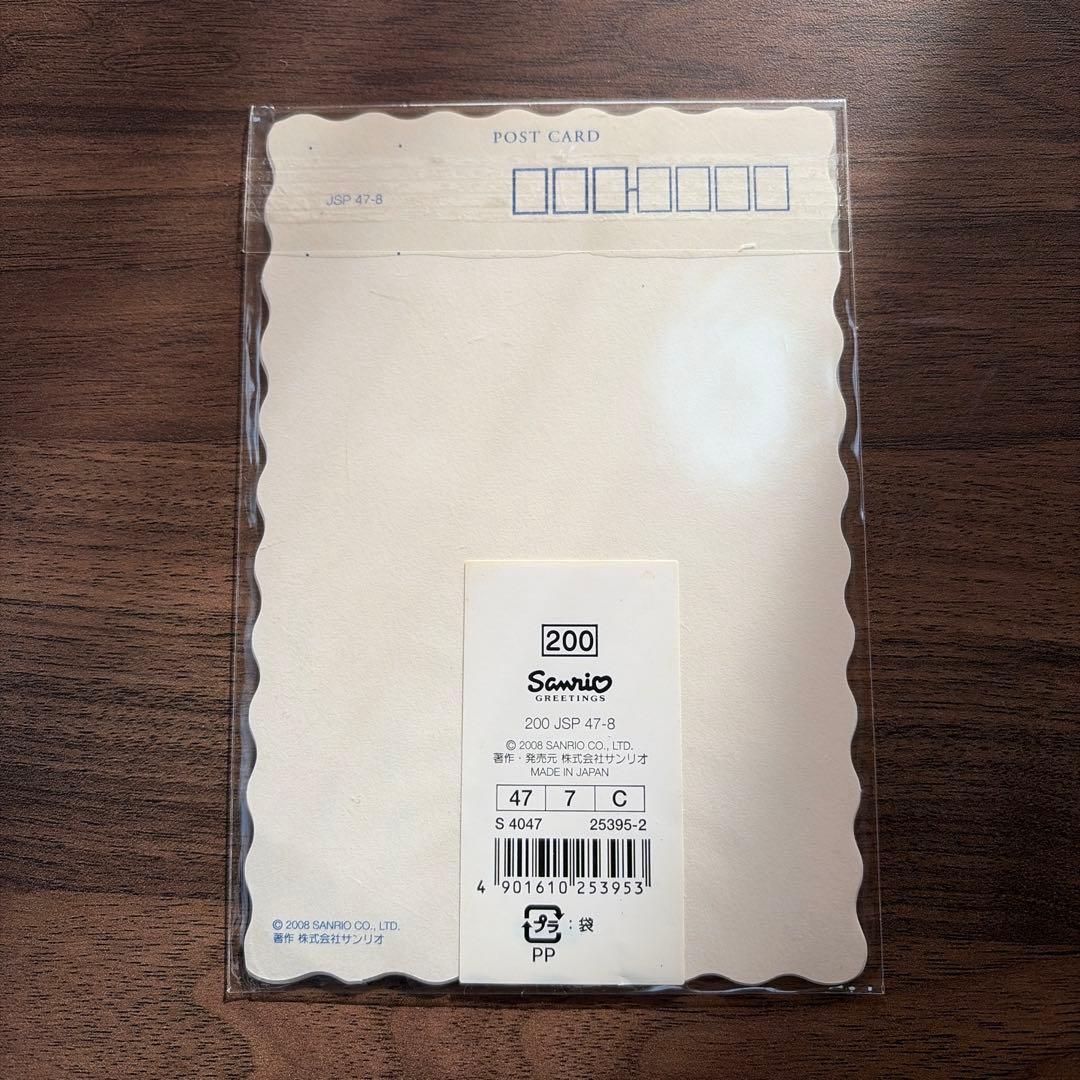 POST CARD
JSP 47-8
200
Sanrio
GREETINGS
200 JSP 47-8
© 2008 SANRIO CO., LTD.
著作・発売元 株式会社サンリオ
MADE IN JAPAN
47 7 C
S 4047 25395-2
4 901610 253953
プラ : 袋
PP
© 2008 SANRIO CO., LTD.
著作 株式会社サンリオ